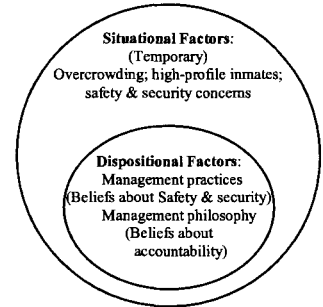 Situational Factors:
(Temporary)
Overcrowding; high-profile inmates;
safety & security concerns
Dispositional Factors:
Management practices
(Beliefs about Safety & security)
Management philosophy
(Beliefs about
accountability)